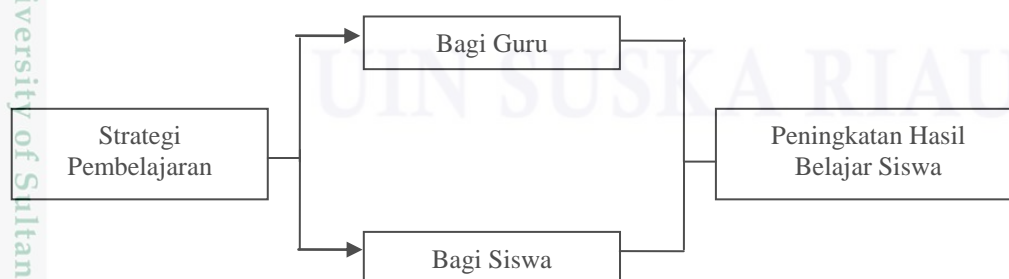 Bagi Guru
UIN SUSKA RIAU
Strategi
Pembelajaran
Peningkatan Hasil
Belajar Siswa
Bagi Siswa
iversity of Sultan